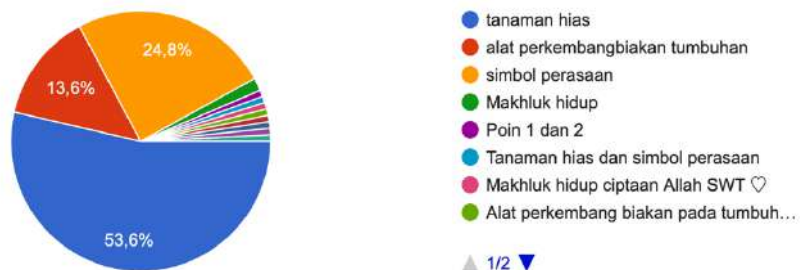 24,8%
13,6%
53,6%
tanaman hias
alat perkembangbiakan tumbuhan
simbol perasaan
Makhluk hidup
Poin 1 dan 2
Tanaman hias dan simbol perasaan
Makhluk hidup ciptaan Allah SWT ♡
Alat perkembang biakan pada tumbuh…
▲ 1/2 ▼